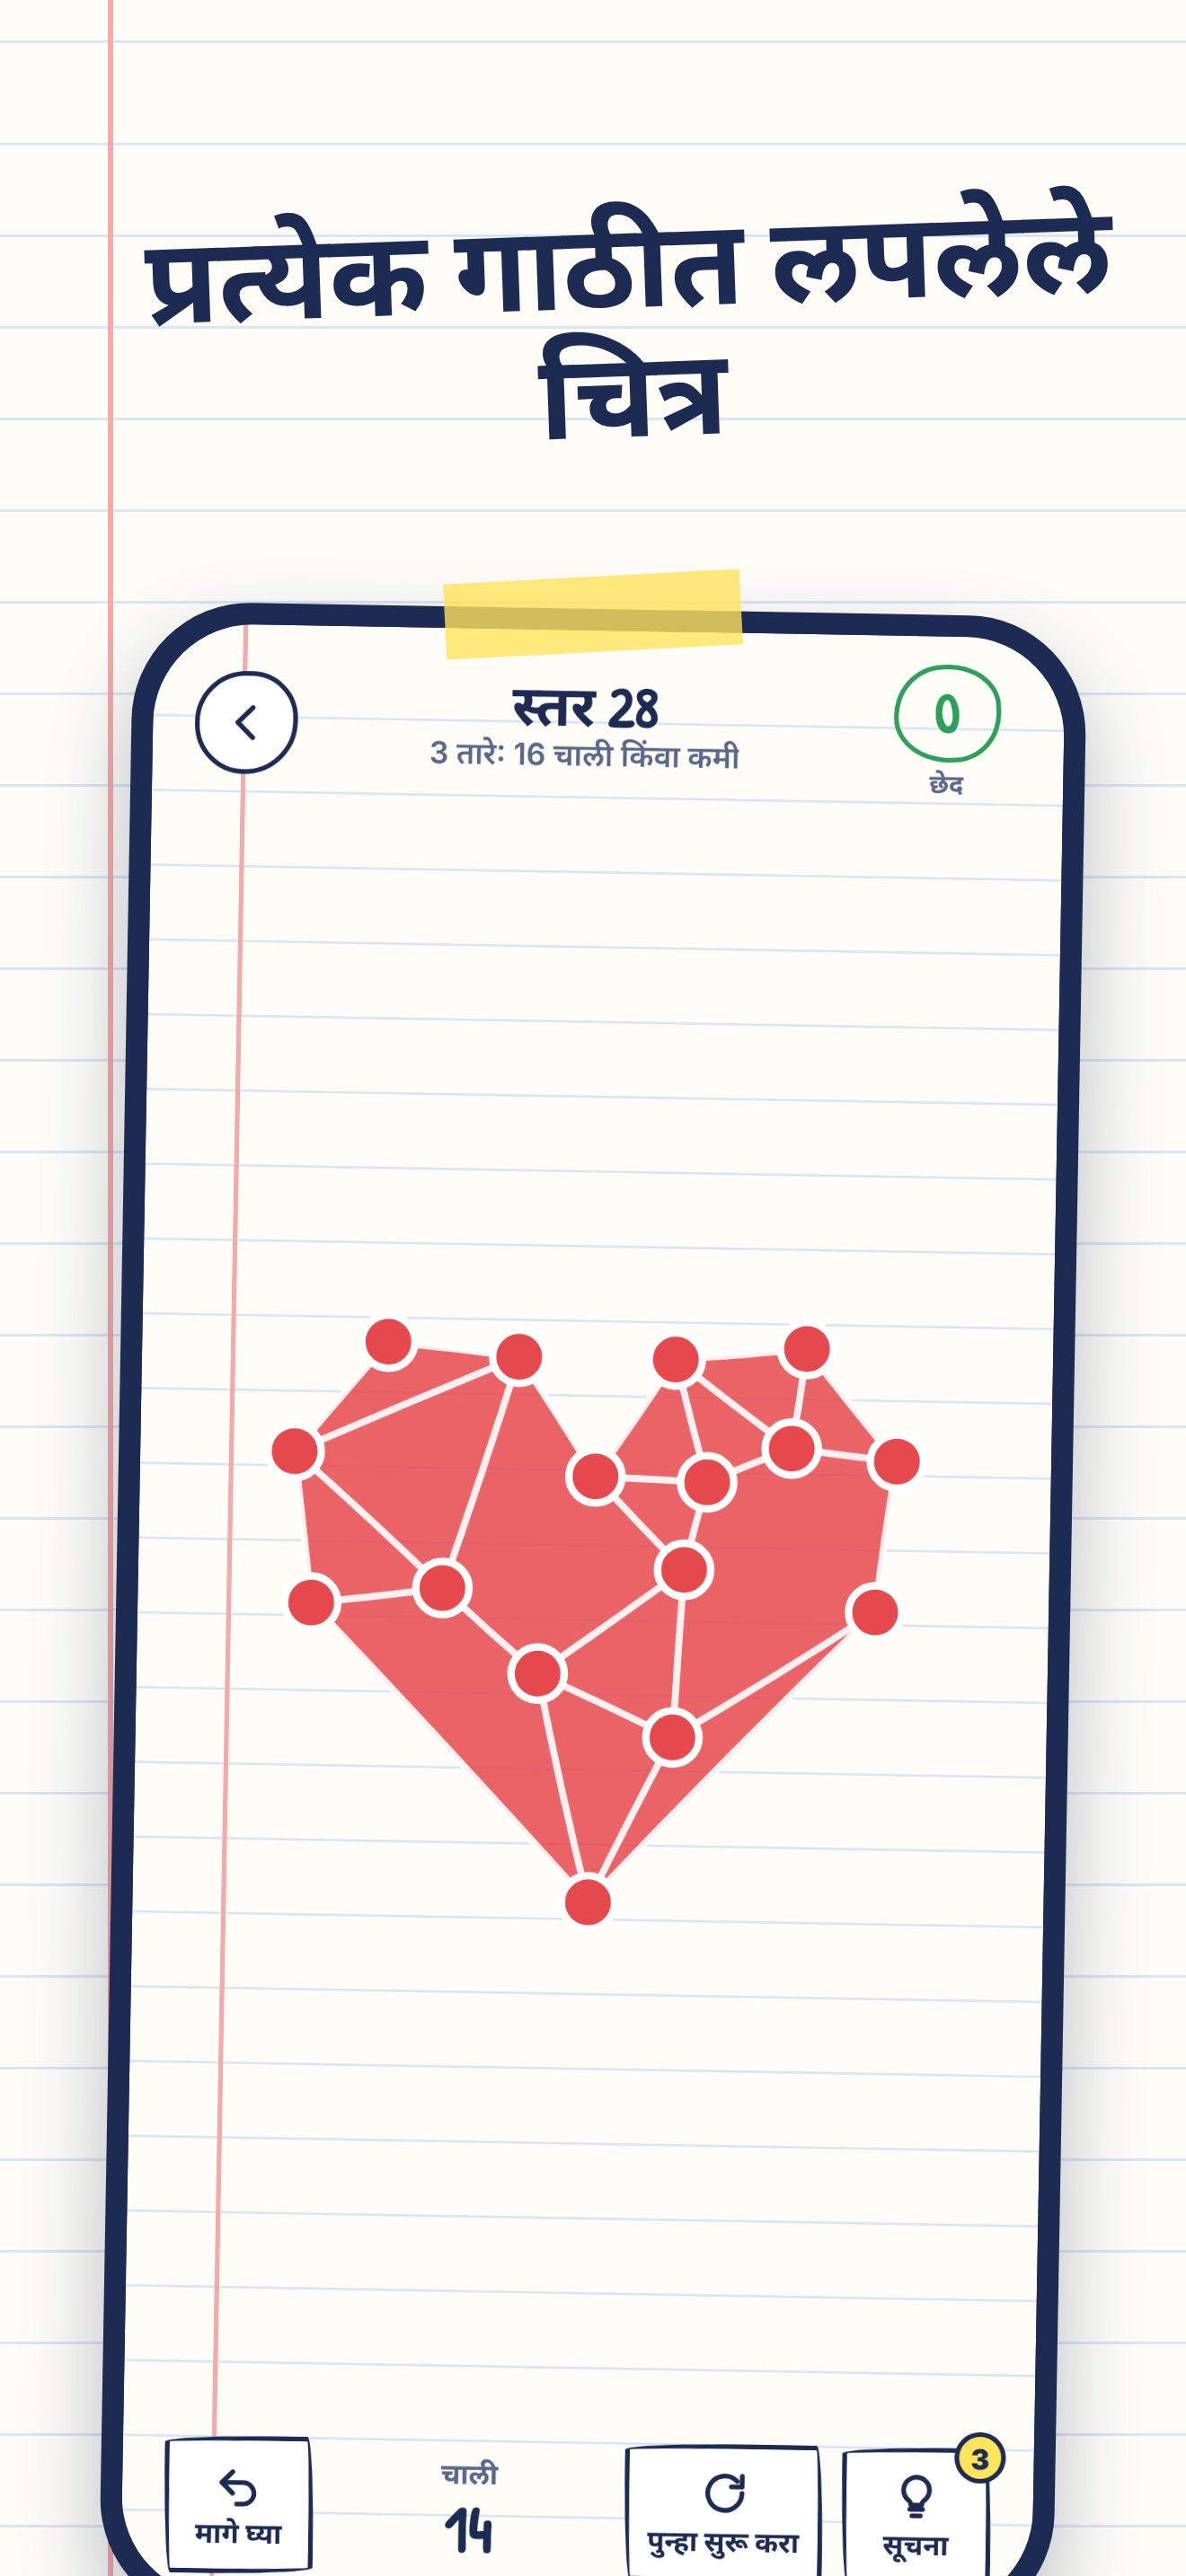 प्रत्येक गाठीत लपलेले
चित्र
स्तर 28
3 तारे: 16 चाली किंवा कमी
0
छेद
चाली
14
3
मागे घ्या
पुन्हा सुरू करा
सूचना